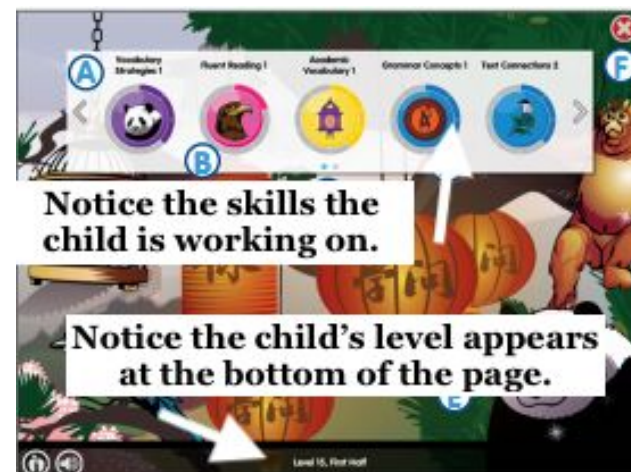 Vocabulary Strategies 1
Fluent Reading 1
Academic Vocabulary 1
Grammar Concepts 1
Text Connections 2
A
F
B
Notice the skills the
child is working on.
Notice the child's level appears
at the bottom of the page.
E
Level 15, First Half